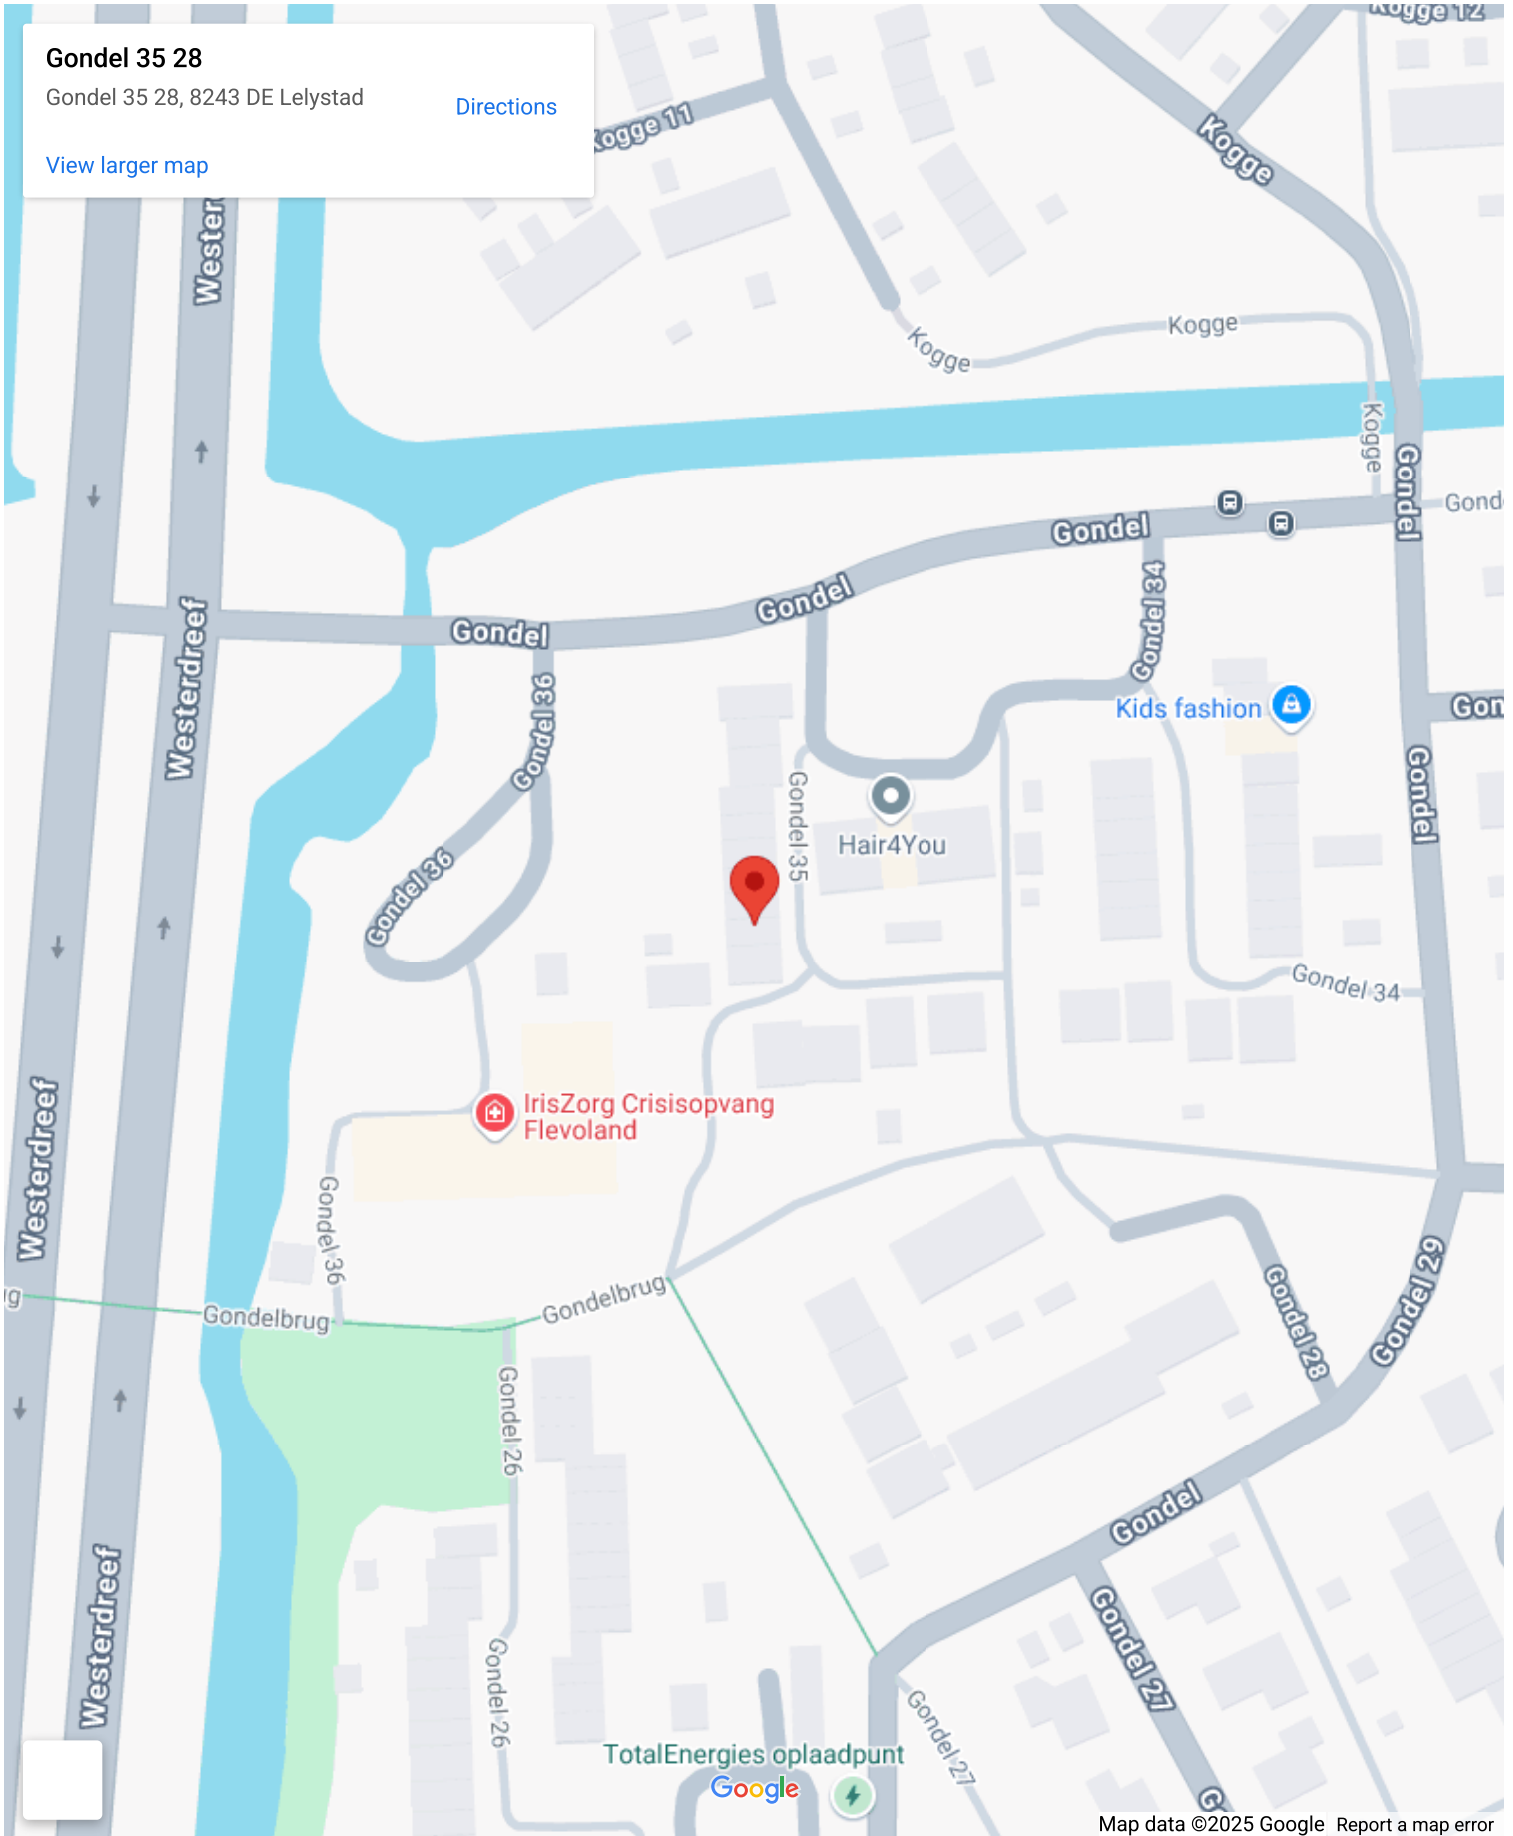 Gondel 35 28
Gondel 35 28, 8243 DE Lelystad
Directions
View larger map
Kogge 12
Kogge 11
Kogge
Wester
Kogge
Kogge
Kogge
Gondel
Gond
Gondel
Gondel
Gondel 34
Gondel
Westerdreef
Gondel 36
Kids fashion
Gon
Gondel
Gondel 35
Hair4You
Gondel 36
Gondel 34
IrisZorg Crisisopvang
Flevoland
Westerdreef
Gondel 36
Gondelbrug
Gondelbrug
Gondel 29
Gondel 28
Gondel 26
Gondel
Westerdreef
Gondel 27
Gondel 26
Gondel 27
TotalEnergies oplaadpunt
Google
Map data ©2025 Google
Report a map error